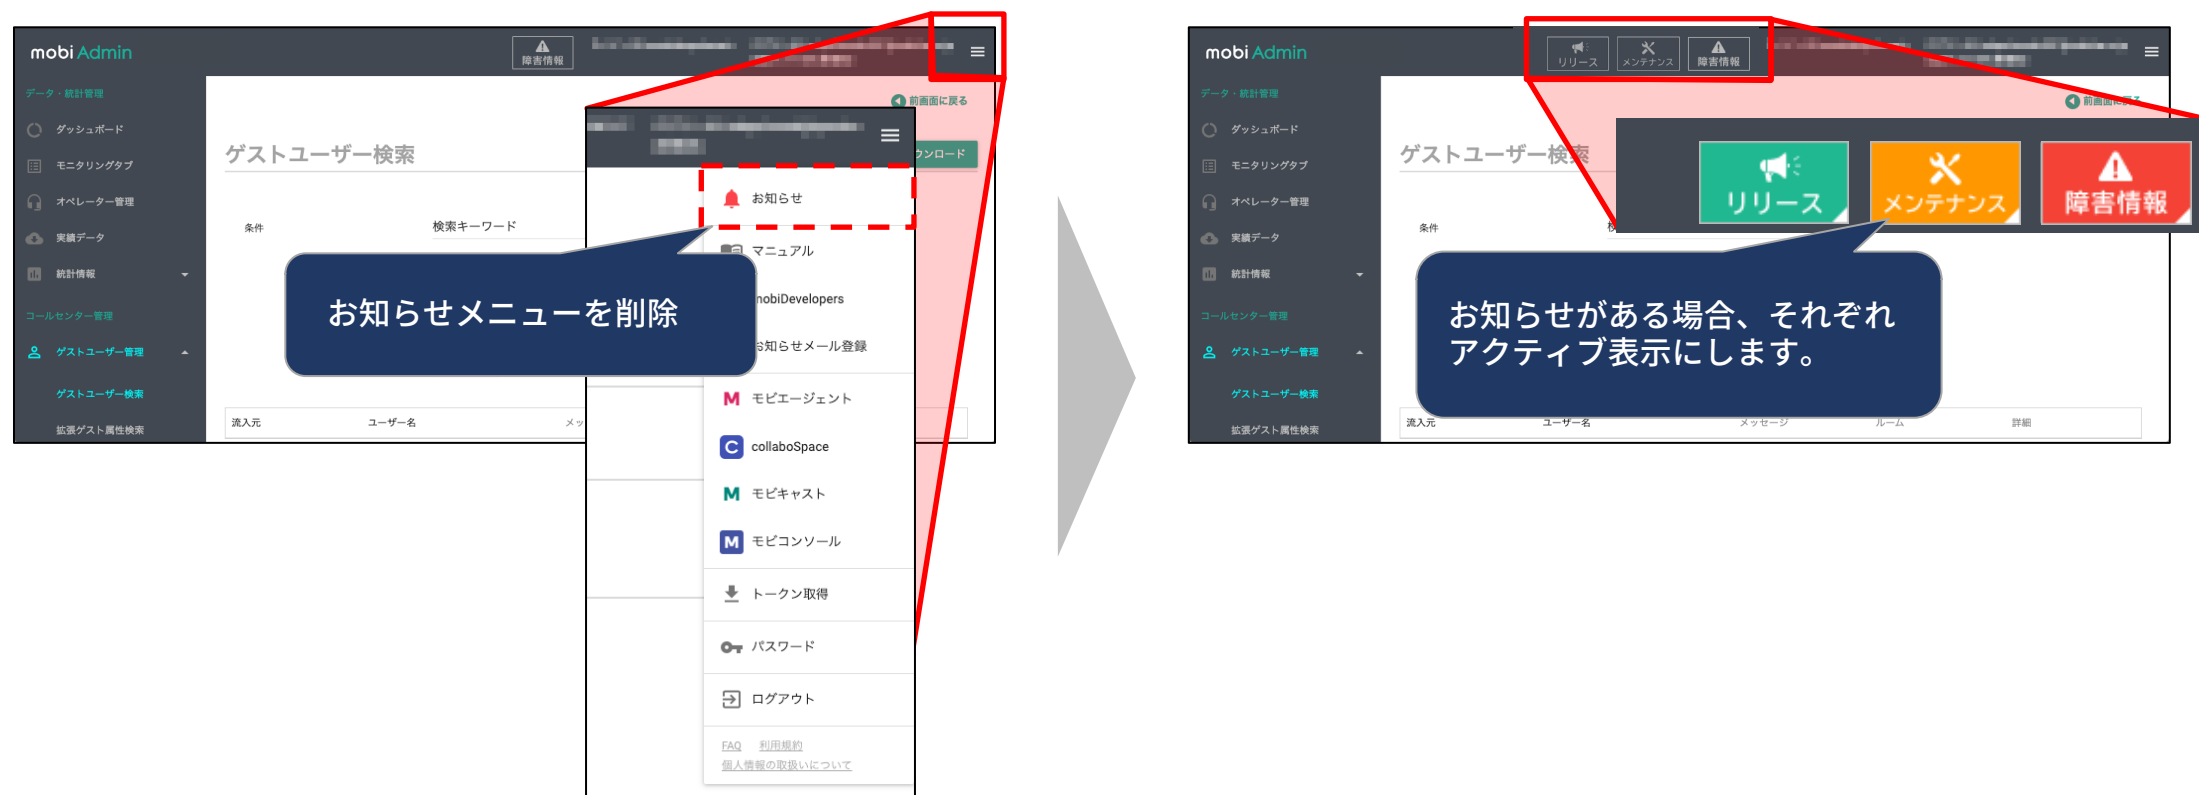 mobi Admin
障害情報
データ・統計管理
ダッシュボード
モニタリングタブ
オペレーター管理
実績データ
統計情報
コールセンター管理
ゲストユーザー管理
ゲストユーザー検索
拡張ゲスト属性検索
前画面に戻る
ゲストユーザー検索
ウンロード
条件
検索キーワード
流入元
ユーザー名
メッ
お知らせ
マニュアル
mobiDevelopers
お知らせメール登録
モビエージェント
collaboSpace
モビキャスト
モビコンソール
トークン取得
パスワード
ログアウト
FAQ 利用規約
個人情報の取扱いについて
お知らせメニューを削除
mobi Admin
リリース
メンテナンス
障害情報
データ・統計管理
ダッシュボード
モニタリングタブ
オペレーター管理
実績データ
統計情報
コールセンター管理
ゲストユーザー管理
ゲストユーザー検索
拡張ゲスト属性検索
前画面に戻る
ゲストユーザー検索
条件
リリース
メンテナンス
障害情報
お知らせがある場合、それぞれ
アクティブ表示にします。
流入元
ユーザー名
メッセージ
ルーム
詳細